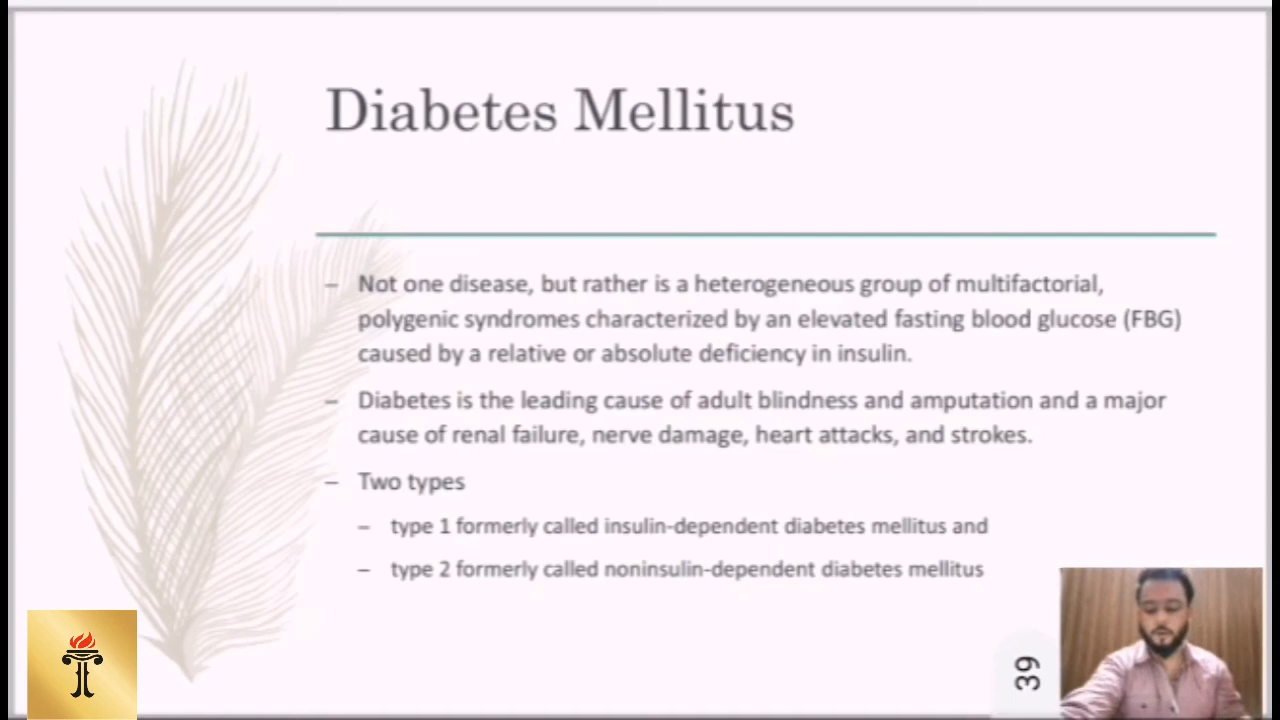 Diabetes Mellitus
– Not one disease, but rather is a heterogeneous group of multifactorial,
polygenic syndromes characterized by an elevated fasting blood glucose (FBG)
caused by a relative or absolute deficiency in insulin.
– Diabetes is the leading cause of adult blindness and amputation and a major
cause of renal failure, nerve damage, heart attacks, and strokes.
– Two types
– type 1 formerly called insulin-dependent diabetes mellitus and
– type 2 formerly called noninsulin-dependent diabetes mellitus
39